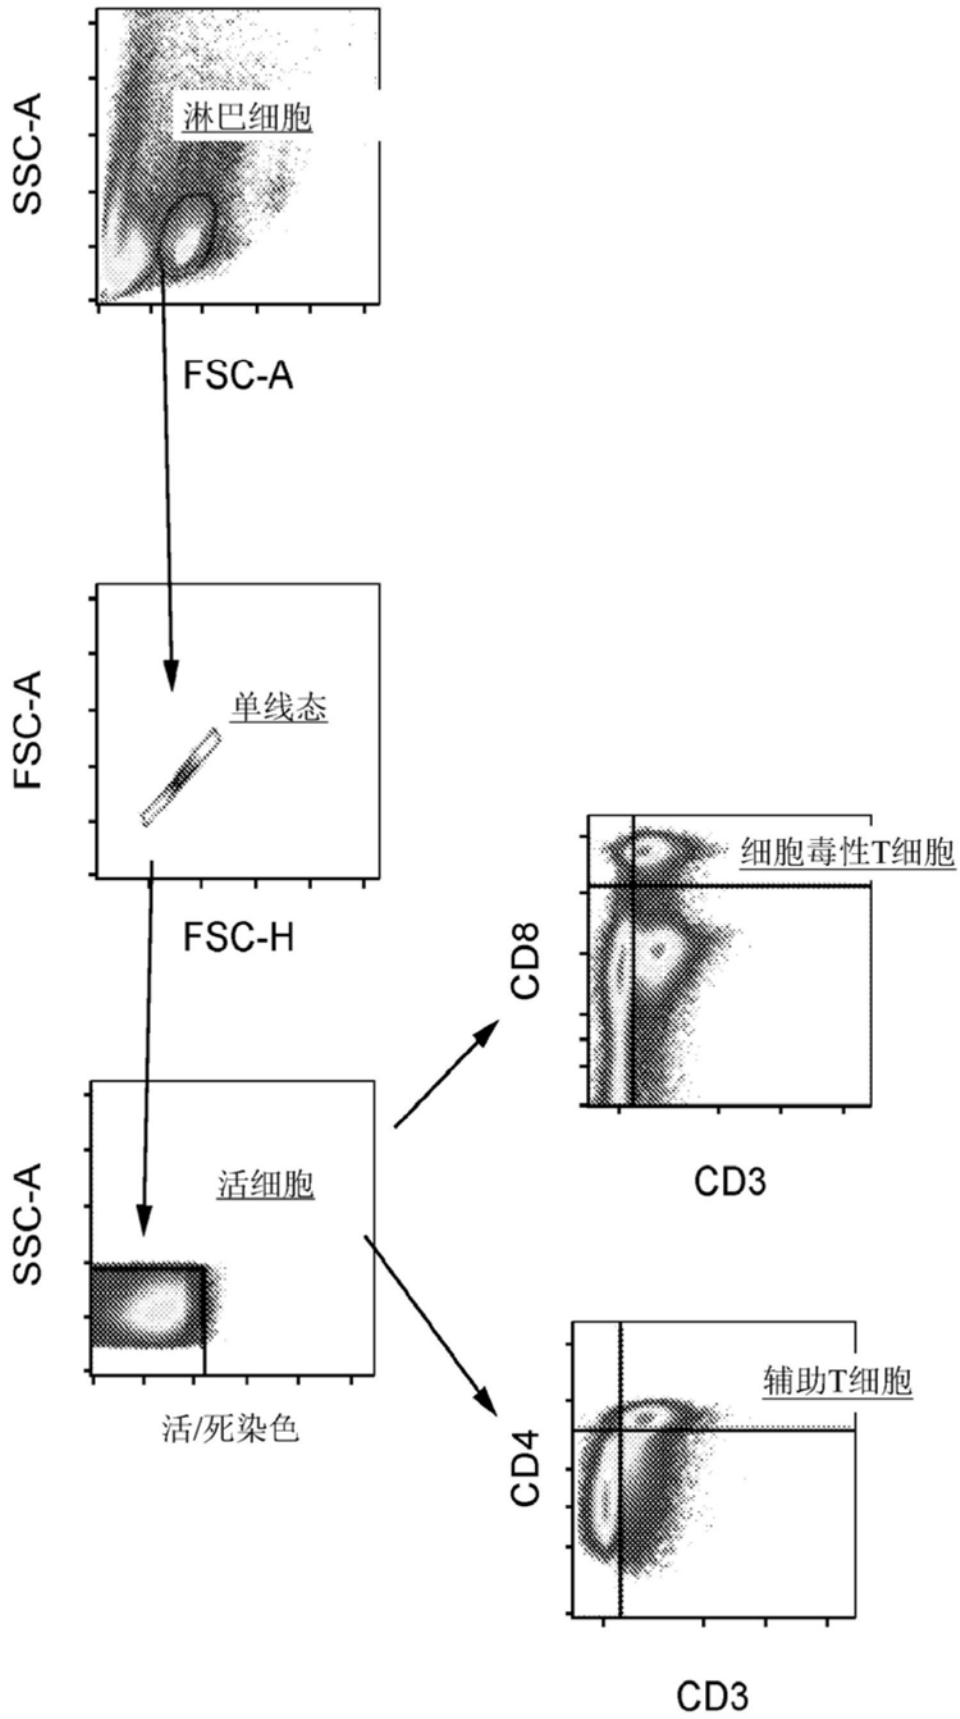 SSC-A
淋巴细胞
FSC-A
FSC-A
单线态
FSC-H
CD8
细胞毒性T细胞
CD3
SSC-A
活细胞
活/死染色
CD4
辅助T细胞
CD3